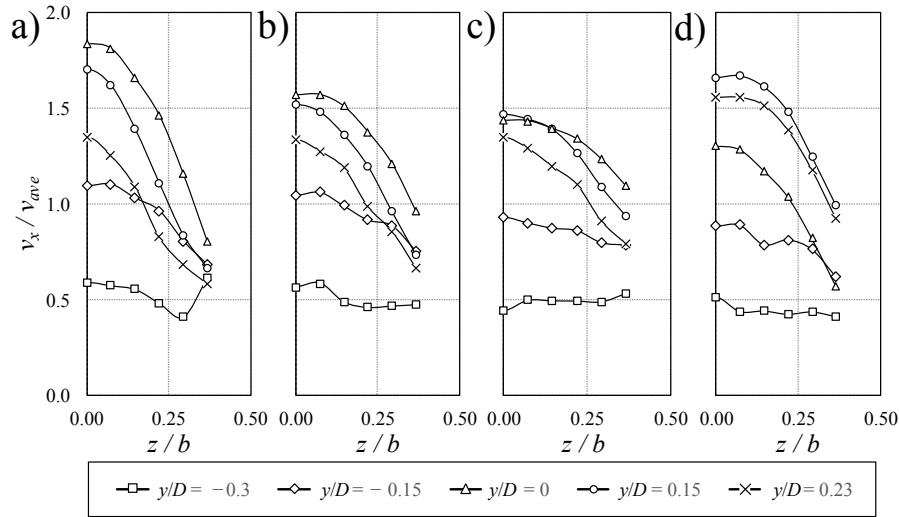 a) b) c) d)
2.0
1.5
1.0
0.5
0.0
v_x / v_ave
0.00 0.25 0.50 0.00 0.25 0.50 0.00 0.25 0.50 0.00 0.25 0.50
z / b z / b z / b z / b
y/D = −0.3 y/D = − 0.15 y/D = 0 y/D = 0.15 y/D = 0.23